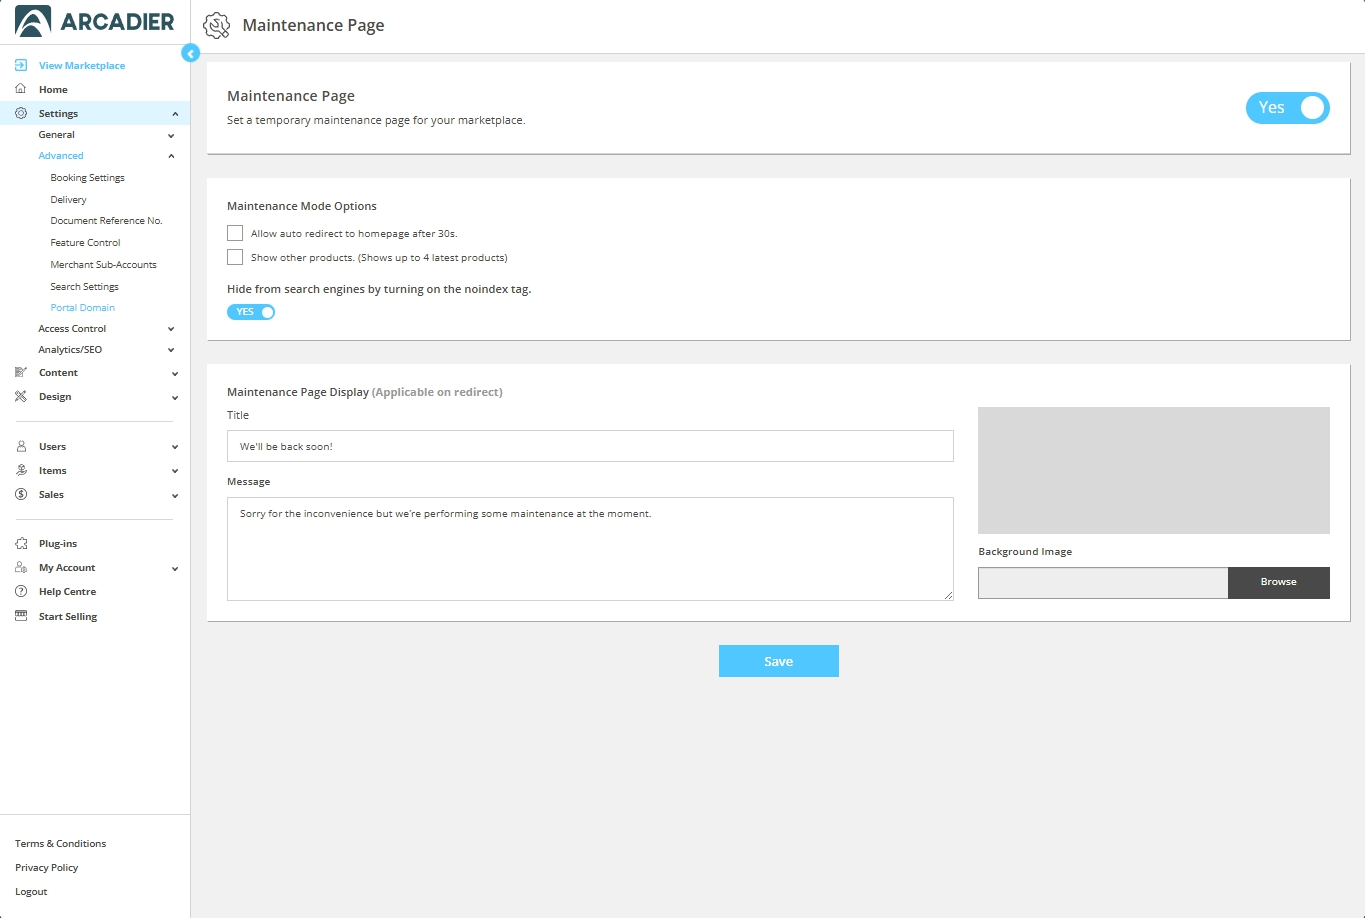 ARCADIER
Maintenance Page
View Marketplace
Home
Settings
General
Advanced
Booking Settings
Delivery
Document Reference No.
Feature Control
Merchant Sub-Accounts
Search Settings
Portal Domain
Access Control
Analytics/SEO
Content
Design
Users
Items
Sales
Plug-ins
My Account
Help Centre
Start Selling
Terms & Conditions
Privacy Policy
Logout
Maintenance Page
Set a temporary maintenance page for your marketplace.
Yes
Maintenance Mode Options
Allow auto redirect to homepage after 30s.
Show other products. (Shows up to 4 latest products)
Hide from search engines by turning on the noindex tag.
YES
Maintenance Page Display (Applicable on redirect)
Title
We'll be back soon!
Message
Sorry for the inconvenience but we're performing some maintenance at the moment.
Background Image
Browse
Save